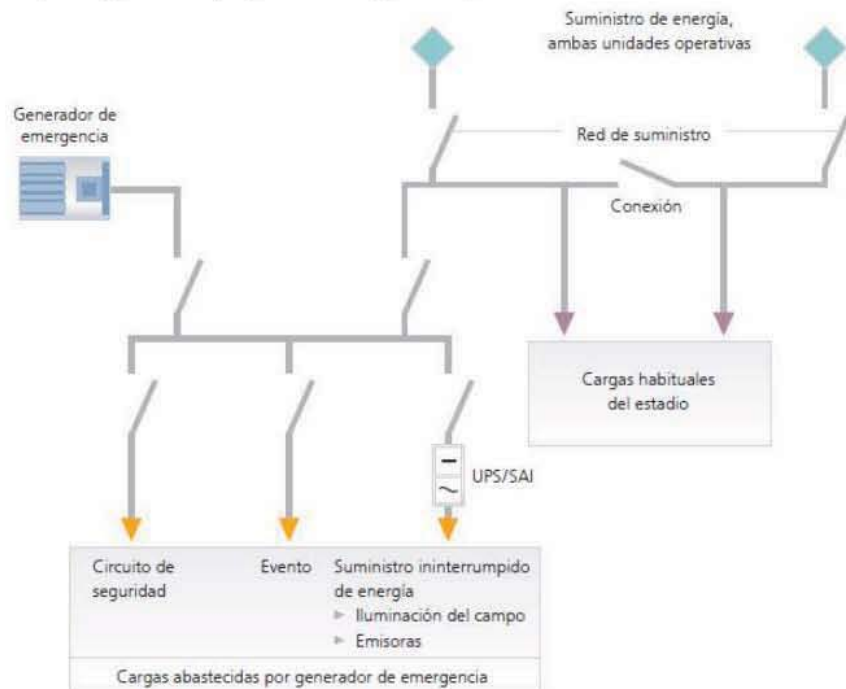 Suministro de energía,
ambas unidades operativas
Generador de
emergencia
Red de suministro
Conexión
Cargas habituales
del estadio
UPS/SAI
Circuito de
seguridad
Evento
Suministro ininterrumpido
de energía
Iluminación del campo
Emisoras
Cargas abastecidas por generador de emergencia